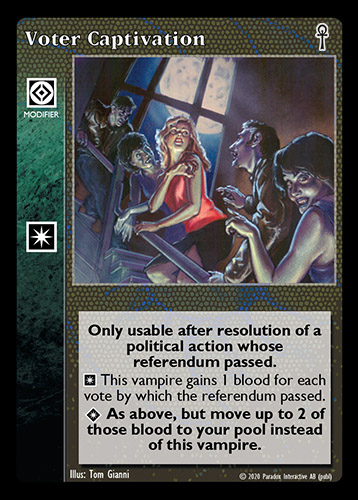 Voter Captivation
MODIFIER
Only usable after resolution of a
political action whose
referendum passed.
This vampire gains 1 blood for each
vote by which the referendum passed.
As above, but move up to 2 of
those blood to your pool instead
of this vampire.
Illus: Tom Gianni
© 2020 Paradox Interactive AB (publ)